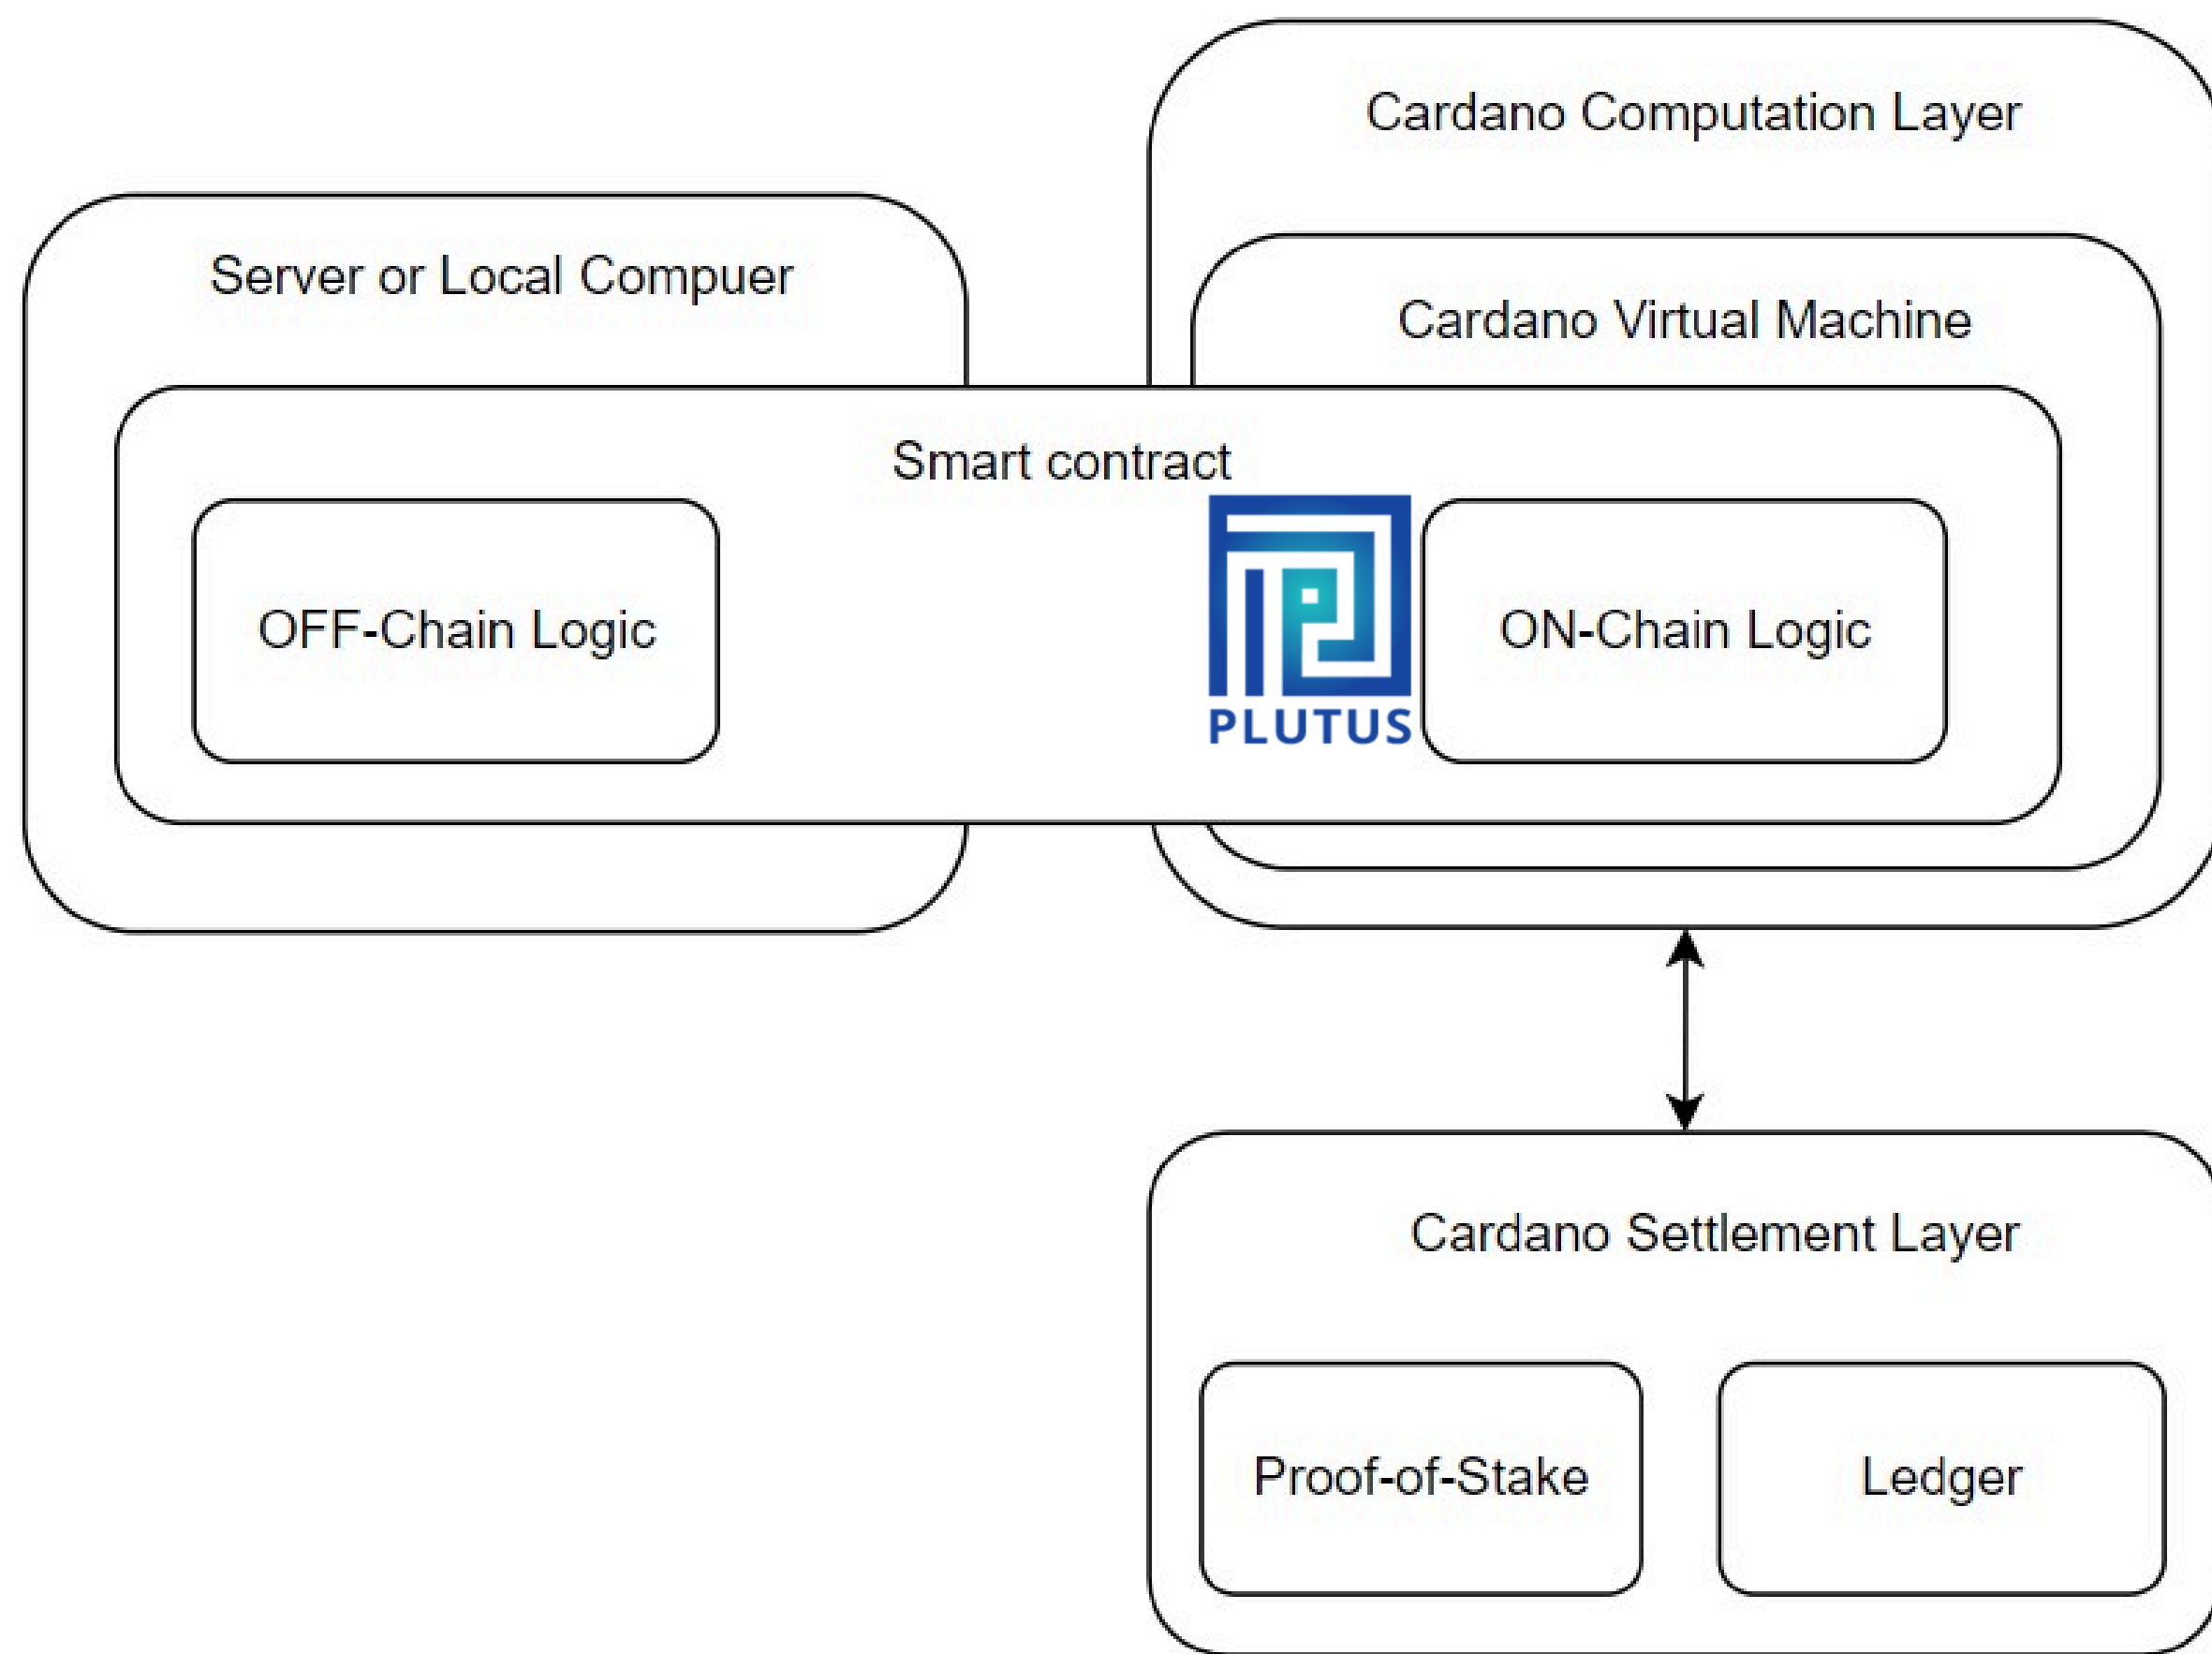 Cardano Computation Layer
Server or Local Compuer
Cardano Virtual Machine
Smart contract
OFF-Chain Logic
PLUTUS
ON-Chain Logic
Cardano Settlement Layer
Proof-of-Stake
Ledger